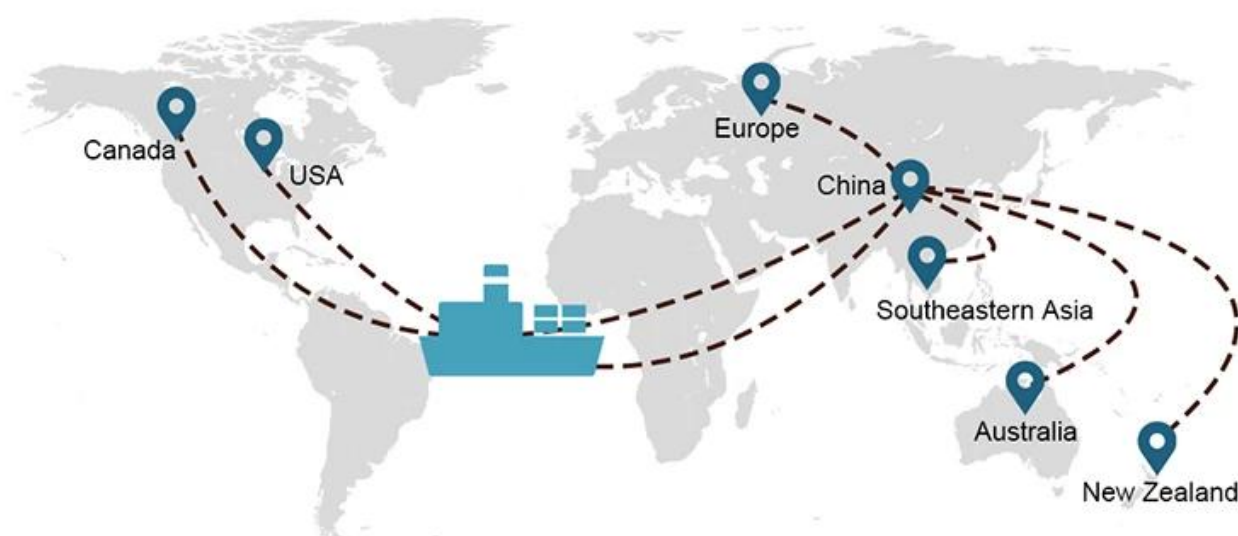 Canada
USA
Europe
China
Southeastern Asia
Australia
New Zealand